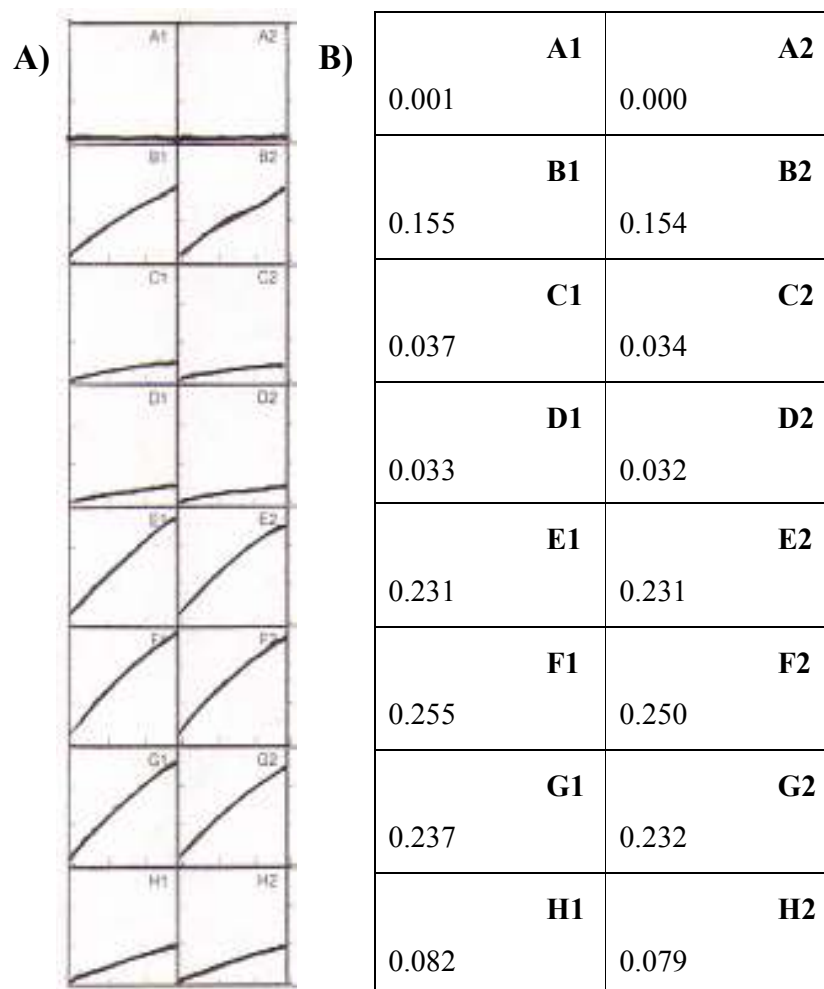 A)
A1 A2
B1 B2
C1 C2
D1 D2
E1 E2
F1 F2
G1 G2
H1 H2
B)
A1 A2
0.001 0.000
B1 B2
0.155 0.154
C1 C2
0.037 0.034
D1 D2
0.033 0.032
E1 E2
0.231 0.231
F1 F2
0.255 0.250
G1 G2
0.237 0.232
H1 H2
0.082 0.079